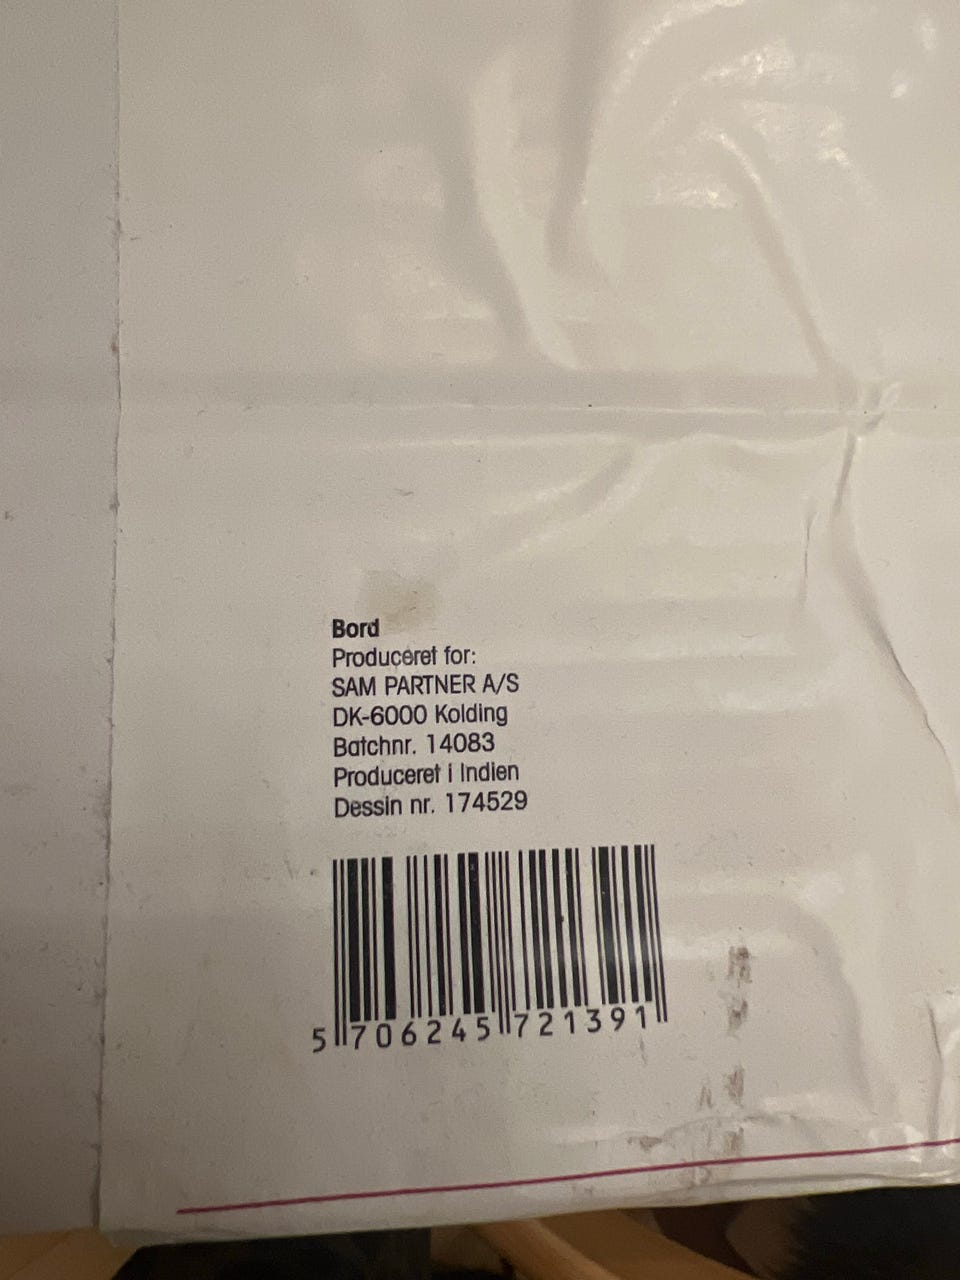 Bord
Produceret for:
SAM PARTNER A/S
DK-6000 Kolding
Batchnr. 14083
Produceret i Indien
Dessin nr. 174529
5 706245 721391